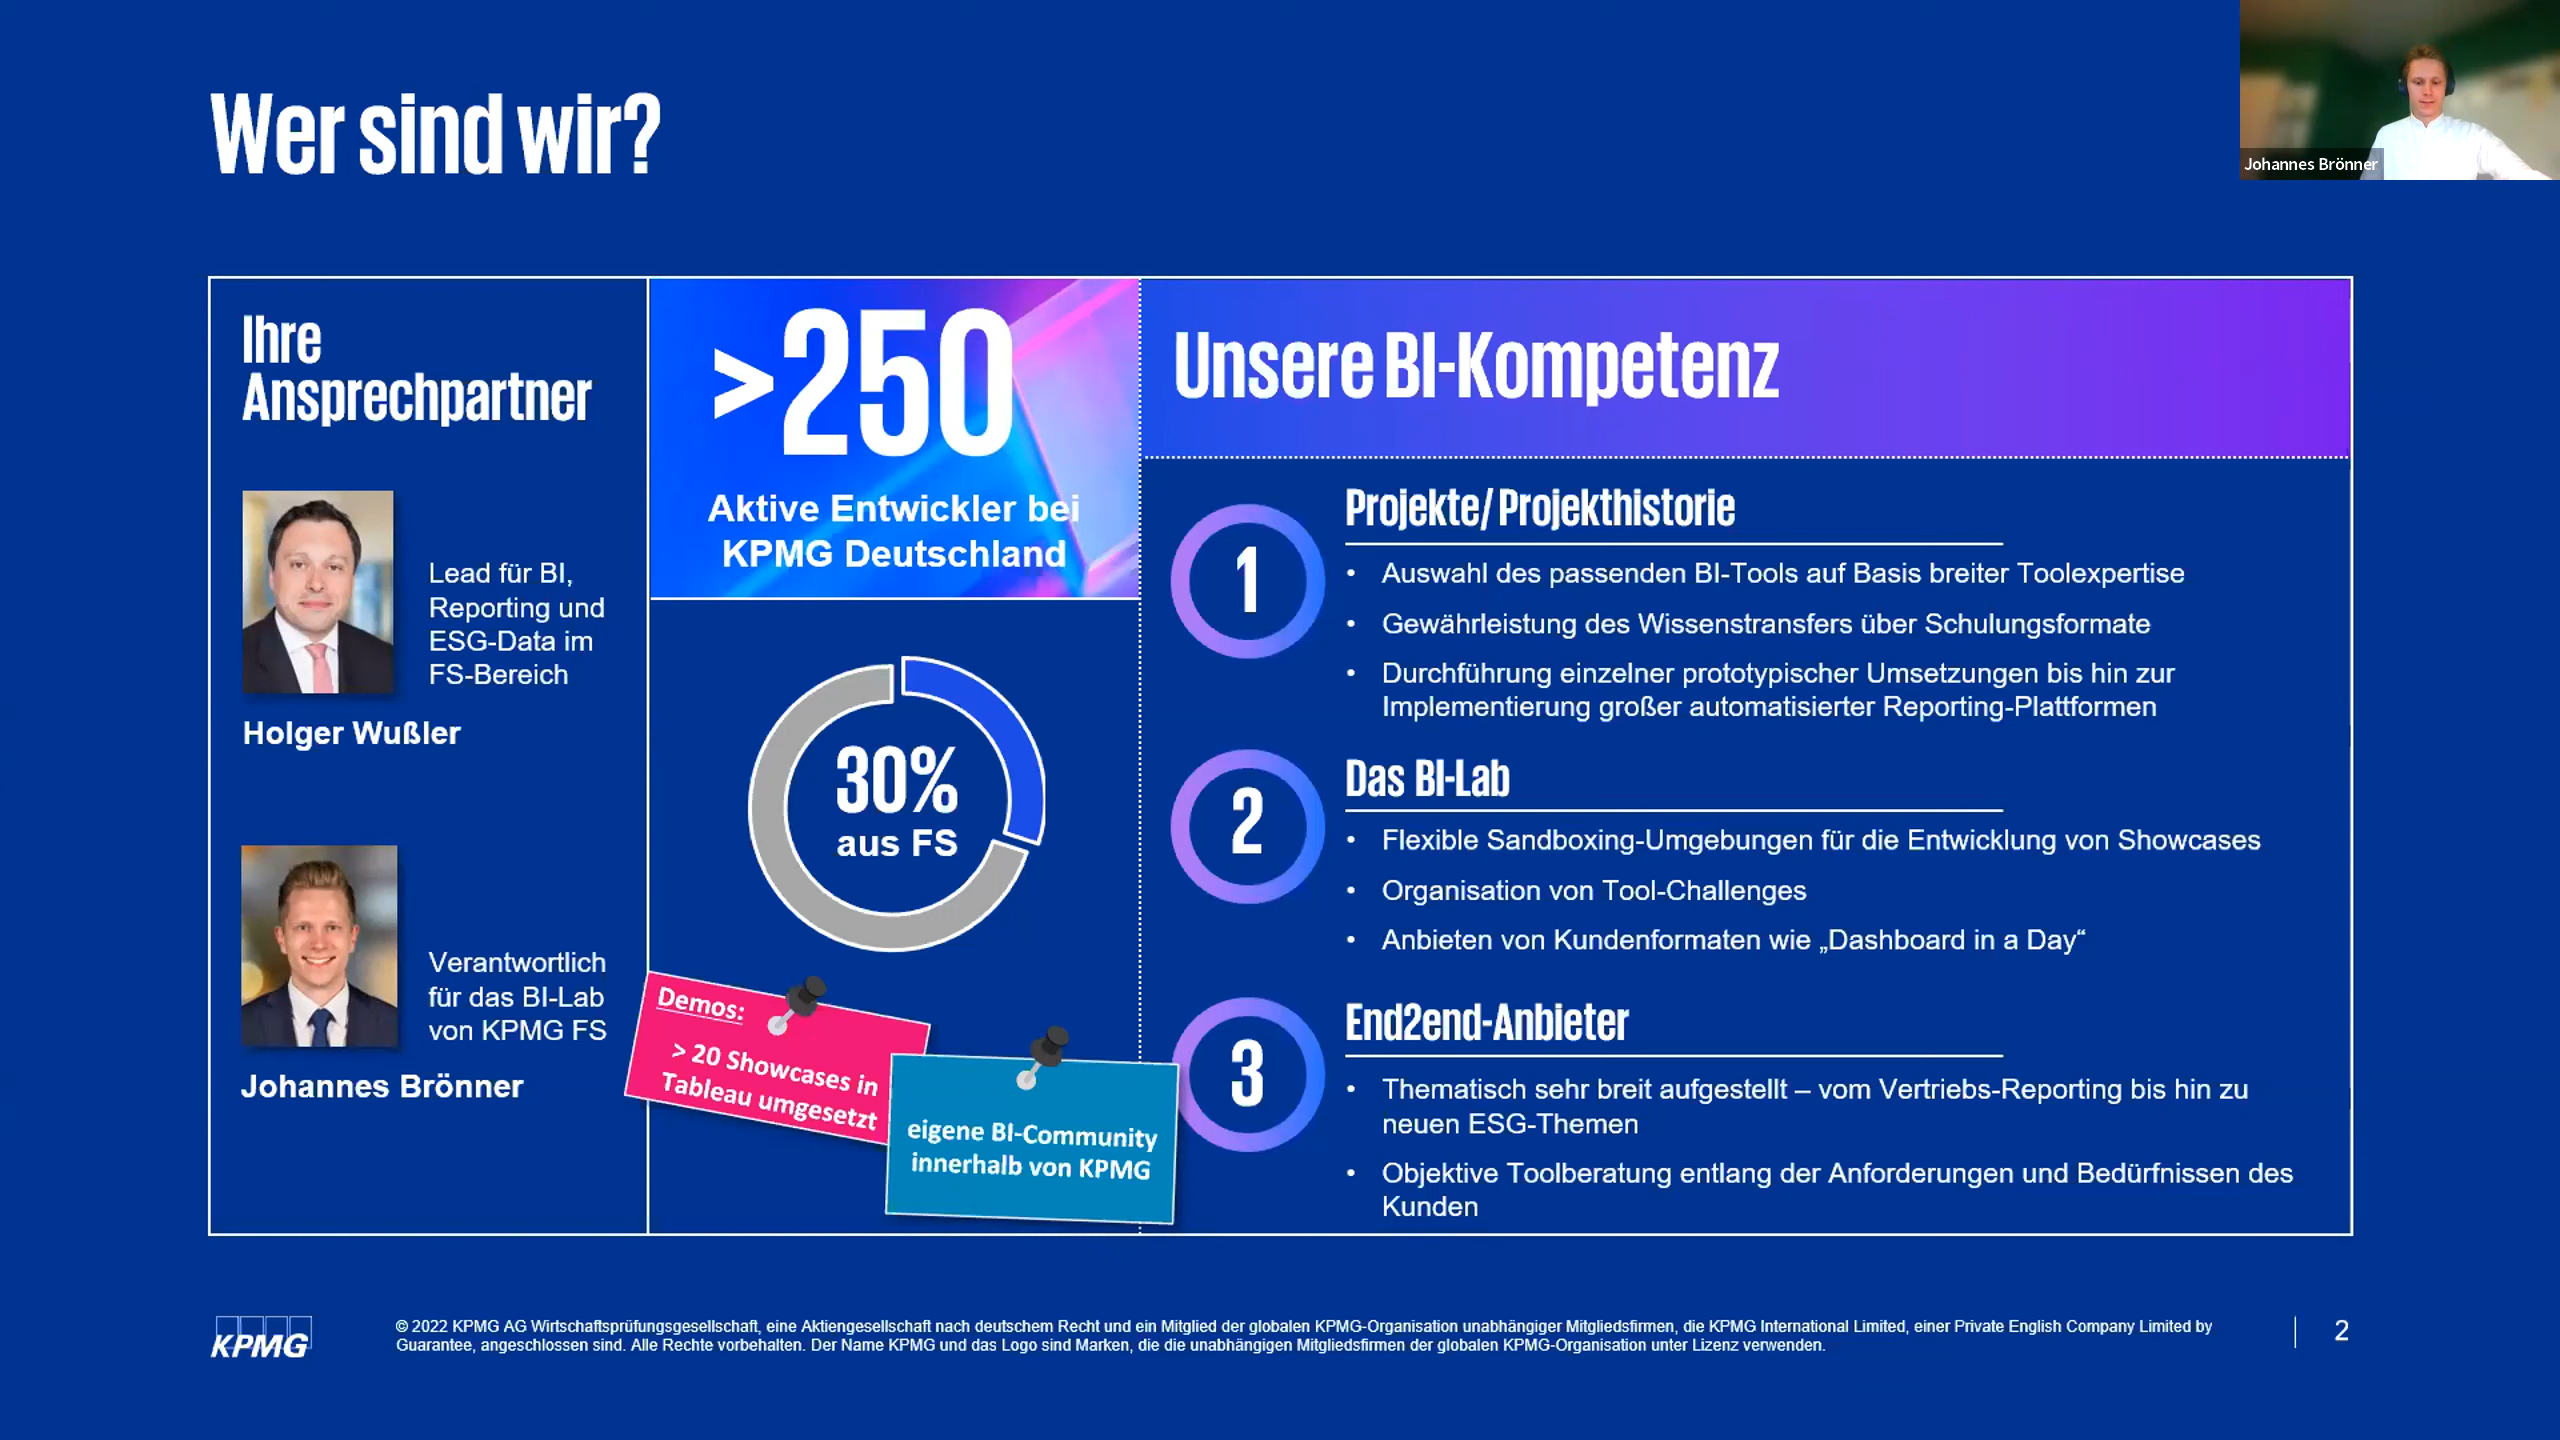 Wer sind wir?
Johannes Brönner
Ihre
Ansprechpartner
Lead für BI,
Reporting und
ESG-Data im
FS-Bereich
Holger Wußler
Verantwortlich
für das BI-Lab
von KPMG FS
Johannes Brönner
>250
Aktive Entwickler bei
KPMG Deutschland
30%
aus FS
Demos:
> 20 Showcases in
Tableau umgesetzt
eigene BI-Community
innerhalb von KPMG
Unsere BI-Kompetenz
1
Projekte/Projekthistorie
• Auswahl des passenden BI-Tools auf Basis breiter Toolexpertise
• Gewährleistung des Wissenstransfers über Schulungsformate
• Durchführung einzelner prototypischer Umsetzungen bis hin zur
Implementierung großer automatisierter Reporting-Plattformen
2
Das BI-Lab
• Flexible Sandboxing-Umgebungen für die Entwicklung von Showcases
• Organisation von Tool-Challenges
• Anbieten von Kundenformaten wie „Dashboard in a Day“
3
End2end-Anbieter
• Thematisch sehr breit aufgestellt – vom Vertriebs-Reporting bis hin zu
neuen ESG-Themen
• Objektive Toolberatung entlang der Anforderungen und Bedürfnissen des
Kunden
KPMG
© 2022 KPMG AG Wirtschaftsprüfungsgesellschaft, eine Aktiengesellschaft nach deutschem Recht und ein Mitglied der globalen KPMG-Organisation unabhängiger Mitgliedsfirmen, die KPMG International Limited, einer Private English Company Limited by
Guarantee, angeschlossen sind. Alle Rechte vorbehalten. Der Name KPMG und das Logo sind Marken, die die unabhängigen Mitgliedsfirmen der globalen KPMG-Organisation unter Lizenz verwenden.
2